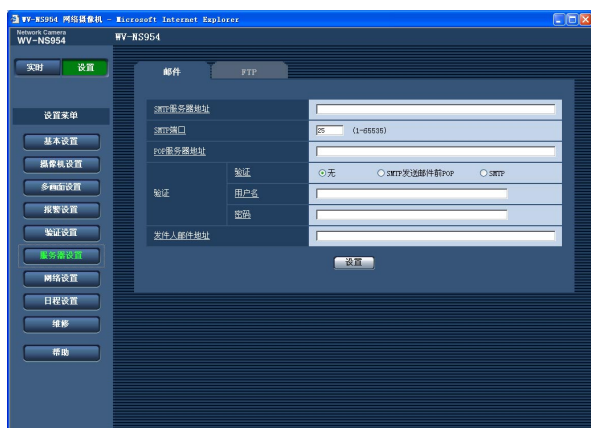 WV-NS954 网络摄像机 - Microsoft Internet Explorer
Network Camera
WV-NS954
WV-NS954
实时 设置
邮件 FTP
设置菜单
基本设置
摄像机设置
多画面设置
报警设置
验证设置
服务器设置
网络设置
日程设置
维修
帮助
SMTP服务器地址
SMTP端口 25 (1-65535)
POP服务器地址
验证 验证 无 SMTP发送邮件前POP SMTP
用户名
密码
发件人邮件地址
设置